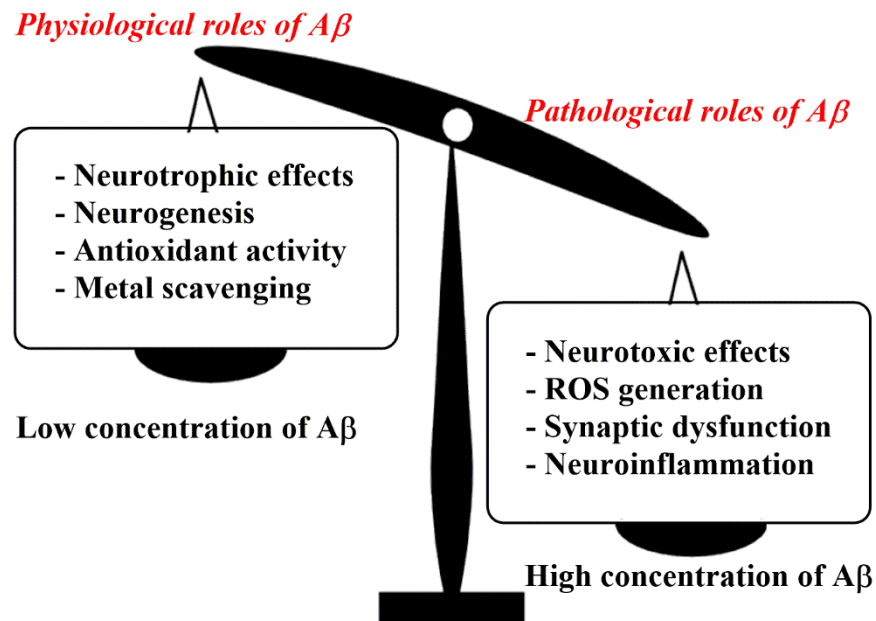 Physiological roles of Aβ
Pathological roles of Aβ
- Neurotrophic effects
- Neurogenesis
- Antioxidant activity
- Metal scavenging
Low concentration of Aβ
- Neurotoxic effects
- ROS generation
- Synaptic dysfunction
- Neuroinflammation
High concentration of Aβ